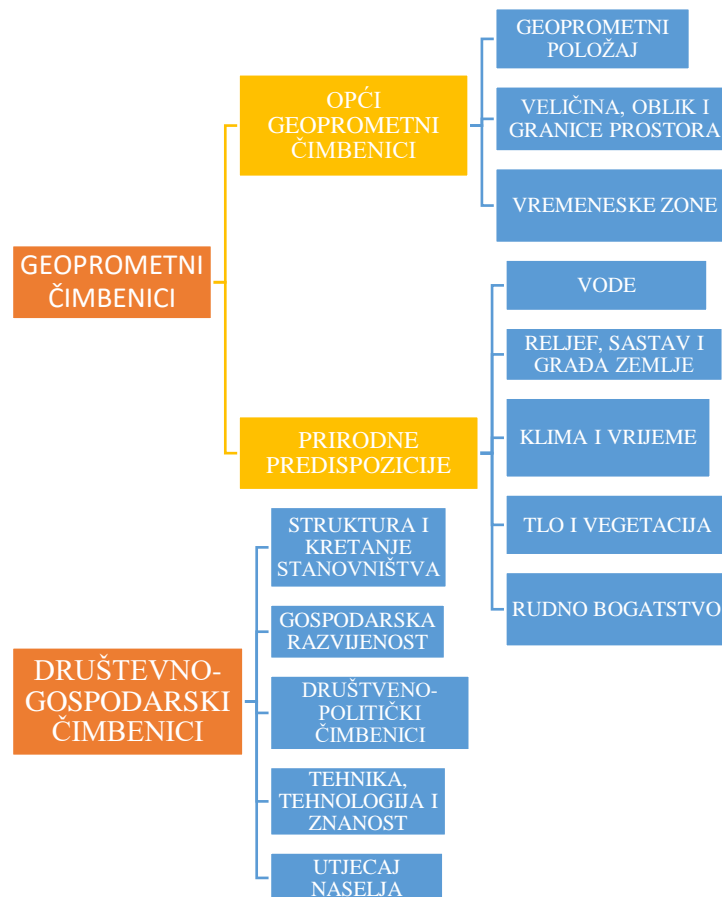 GEOPROMETNI
ČIMBENICI
OPĆI
GEOPROMETNI
ČIMBENICI
GEOPROMETNI
POLOŽAJ
VELIČINA, OBLIK I
GRANICE PROSTORA
VREMENESKE ZONE
PRIRODNE
PREDISPOZICIJE
VODE
RELJEF, SASTAV I
GRAĐA ZEMLJE
KLIMA I VRIJEME
TLO I VEGETACIJA
RUDNO BOGATSTVO
DRUŠTEVNO-
GOSPODARSKI
ČIMBENICI
STRUKTURA I
KRETANJE
STANOVNIŠTVA
GOSPODARSKA
RAZVIJENOST
DRUŠTVENO-
POLITIČKI
ČIMBENICI
TEHNIKA,
TEHNOLOGIJA I
ZNANOST
UTJECAJ
NASELJA